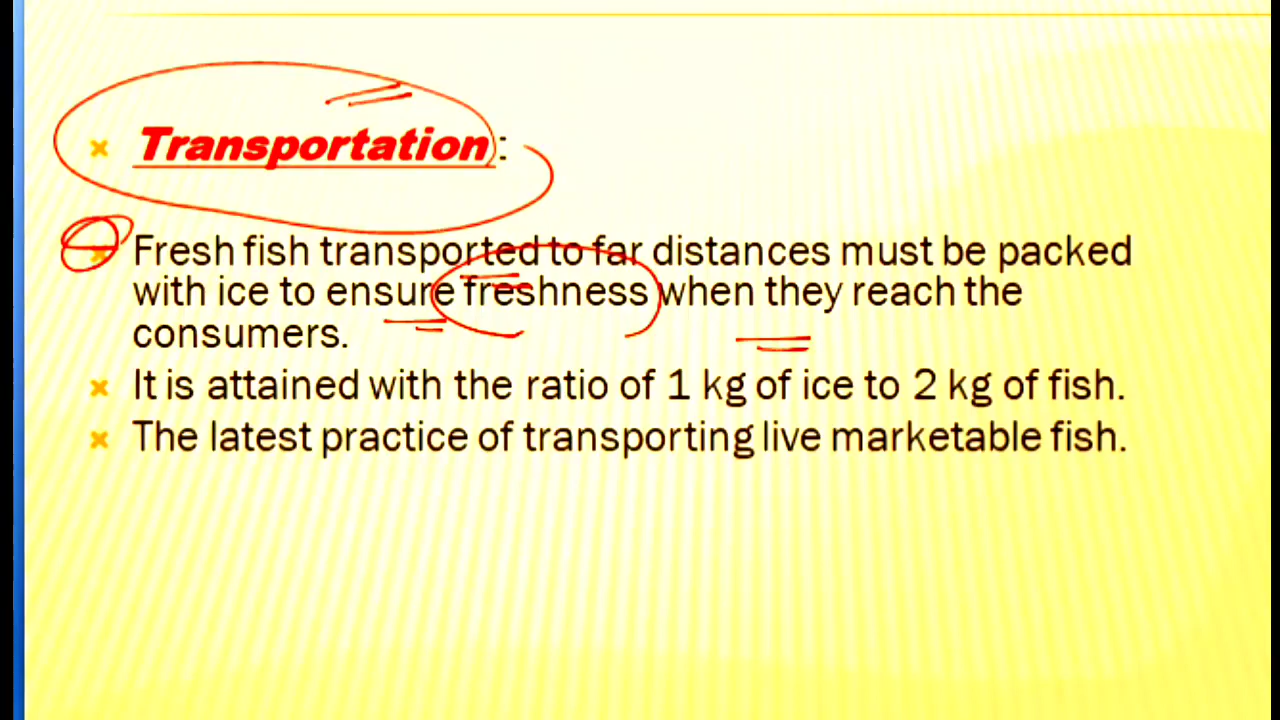 Transportation:
Fresh fish transported to far distances must be packed
with ice to ensure freshness when they reach the
consumers.
It is attained with the ratio of 1 kg of ice to 2 kg of fish.
The latest practice of transporting live marketable fish.